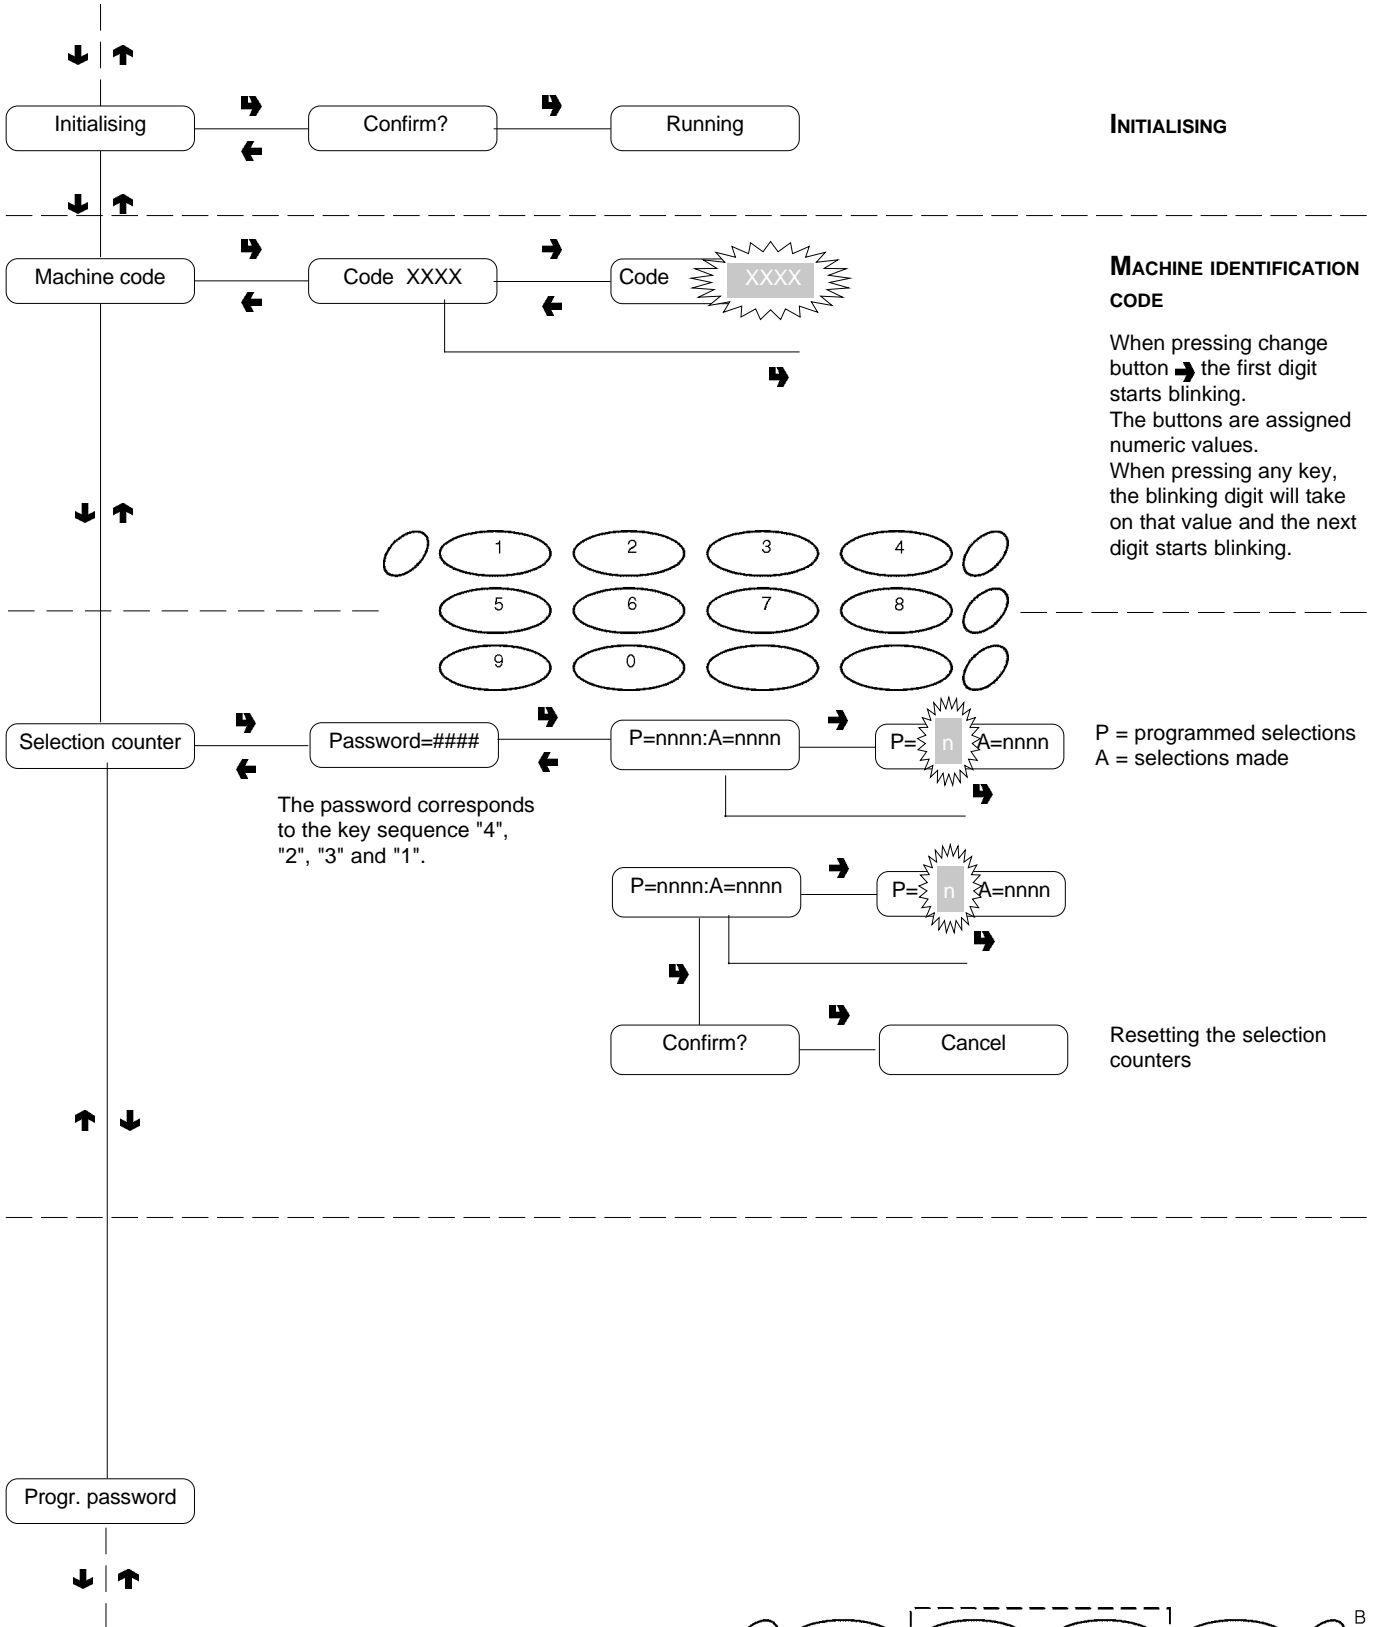 Initialising
Confirm?
Running
INITIALISING
Machine code
Code XXXX
Code XXXX
MACHINE IDENTIFICATION
CODE
When pressing change
button the first digit
starts blinking.
The buttons are assigned
numeric values.
When pressing any key,
the blinking digit will take
on that value and the next
digit starts blinking.
1 2 3 4
5 6 7 8
9 0
Selection counter
Password=####
P=nnnn:A=nnnn
P= n A=nnnn
P = programmed selections
A = selections made
The password corresponds
to the key sequence "4",
"2", "3" and "1".
P=nnnn:A=nnnn
P= n A=nnnn
Confirm?
Cancel
Resetting the selection
counters
Progr. password
B